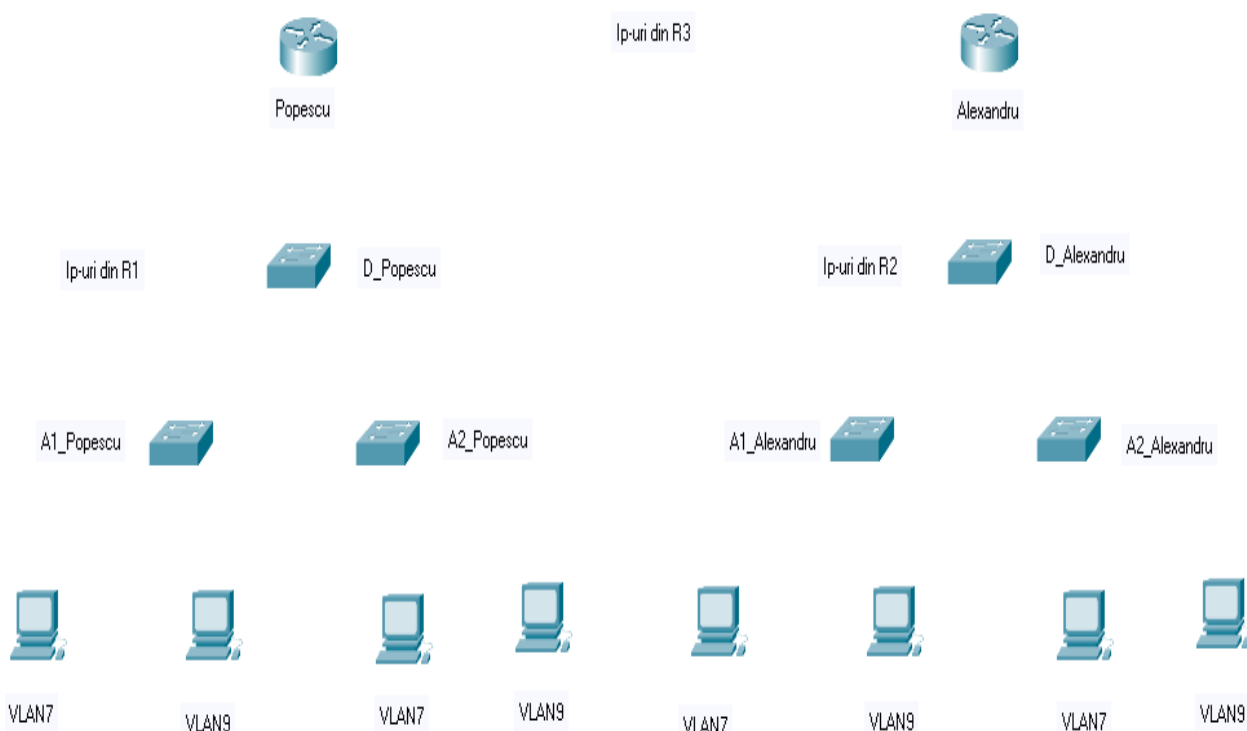 Ip-uri din R3
Popescu
Alexandru
Ip-uri din R1
D_Popescu
Ip-uri din R2
D_Alexandru
A1_Popescu
A2_Popescu
A1_Alexandru
A2_Alexandru
VLAN7
VLAN9
VLAN7
VLAN9
VLAN7
VLAN9
VLAN7
VLAN9